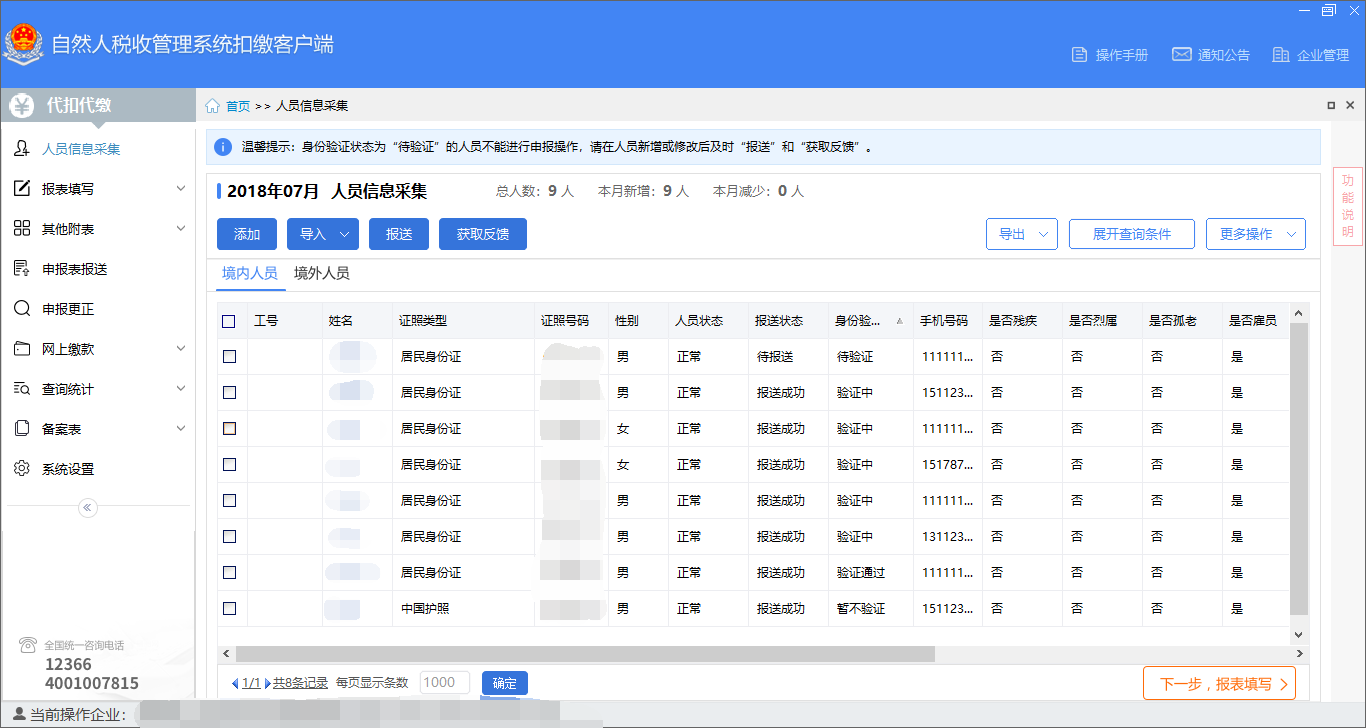 自然人税收管理系统扣缴客户端
操作手册 通知公告 企业管理
代扣代缴
首页 >> 人员信息采集
人员信息采集
报表填写
其他附表
申报表报送
申报更正
网上缴款
查询统计
备案表
系统设置
全国统一咨询电话
12366
4001007815
温馨提示：身份验证状态为“待验证”的人员不能进行申报操作，请在人员新增或修改后及时“报送”和“获取反馈”。
2018年07月 人员信息采集 总人数：9 人 本月新增：9 人 本月减少：0 人
添加 导入 报送 获取反馈 导出 展开查询条件 更多操作
境内人员 境外人员
工号 姓名 证照类型 证照号码 性别 人员状态 报送状态 身份验... 手机号码 是否残疾 是否烈属 是否孤老 是否雇员
居民身份证 男 正常 待报送 待验证 111111... 否 否 否 是
居民身份证 男 正常 报送成功 验证中 151123... 否 否 否 是
居民身份证 女 正常 报送成功 验证中 111111... 否 否 否 是
居民身份证 女 正常 报送成功 验证中 151787... 否 否 否 是
居民身份证 男 正常 报送成功 验证中 111111... 否 否 否 是
居民身份证 男 正常 报送成功 验证中 131123... 否 否 否 是
居民身份证 男 正常 报送成功 验证通过 111111... 否 否 否 是
中国护照 男 正常 报送成功 暂不验证 151123... 否 否 否 是
1/1 共8条记录 每页显示条数 1000 确定
下一步，报表填写
功能说明
当前操作企业：